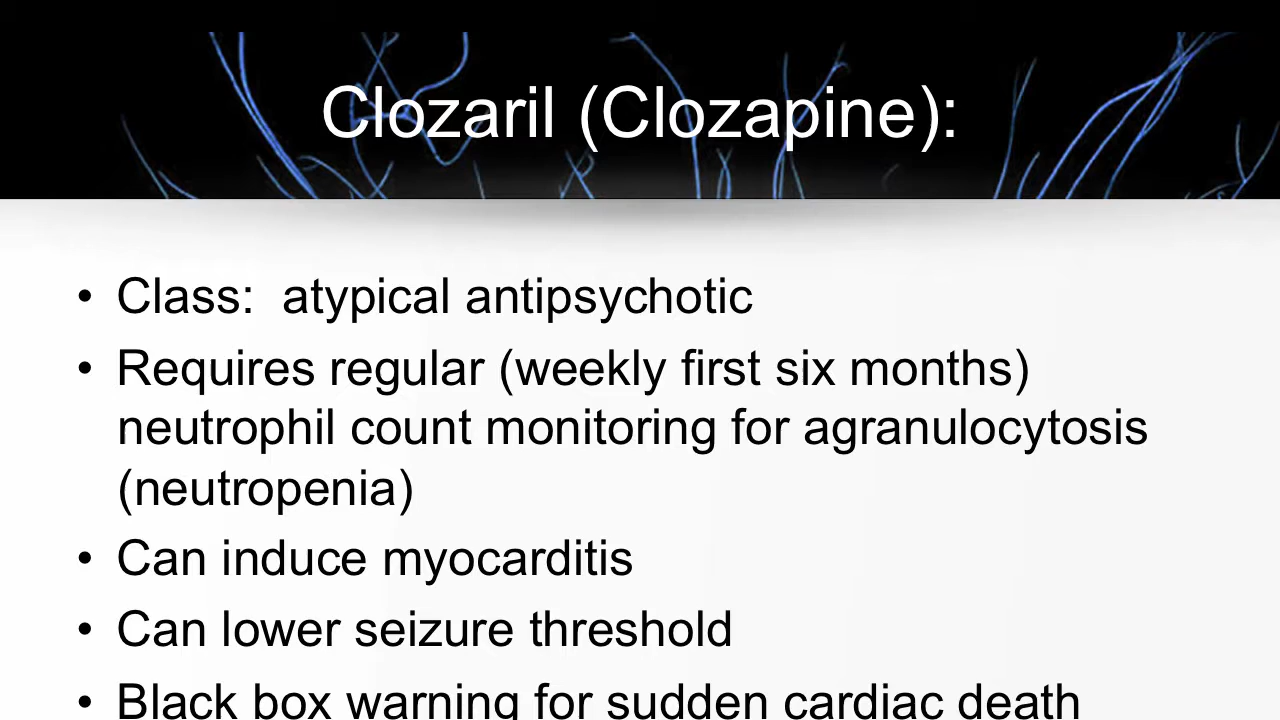 Clozaril (Clozapine):
• Class:  atypical antipsychotic
• Requires regular (weekly first six months)
neutrophil count monitoring for agranulocytosis
(neutropenia)
• Can induce myocarditis
• Can lower seizure threshold
• Black box warning for sudden cardiac death